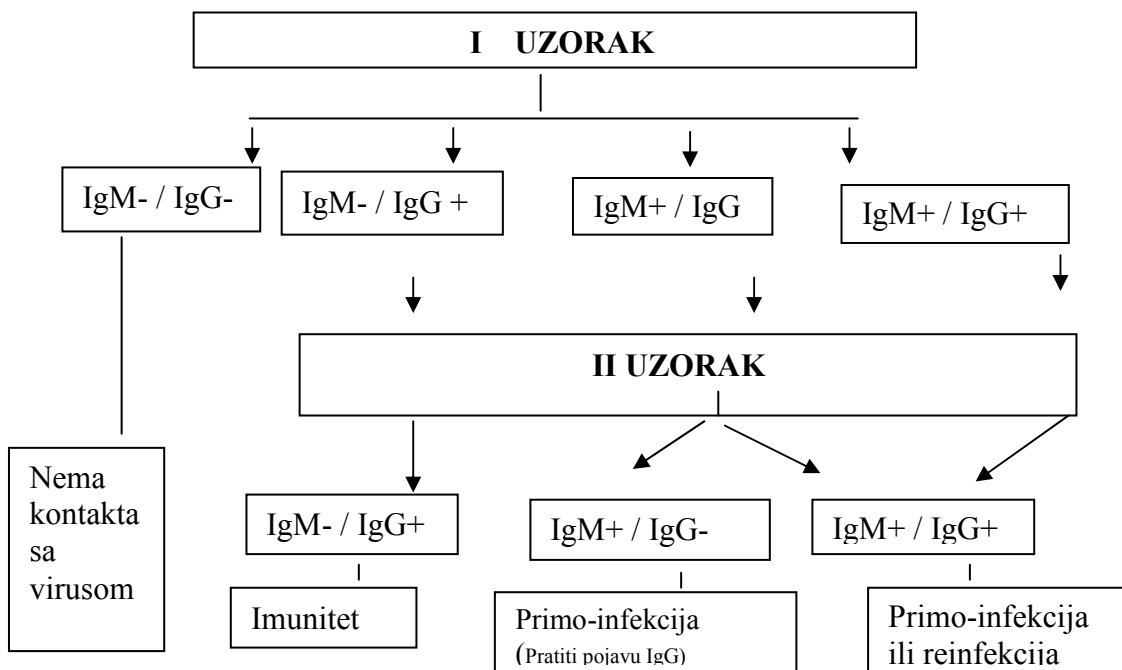 I UZORAK
IgM- / IgG-
IgM- / IgG +
IgM+ / IgG
IgM+ / IgG+
II UZORAK
Nema
kontakta
sa
virusom
IgM- / IgG+
IgM+ / IgG-
IgM+ / IgG+
Imunitet
Primo-infekcija
(Pratiti pojavu IgG)
Primo-infekcija
ili reinfekcija